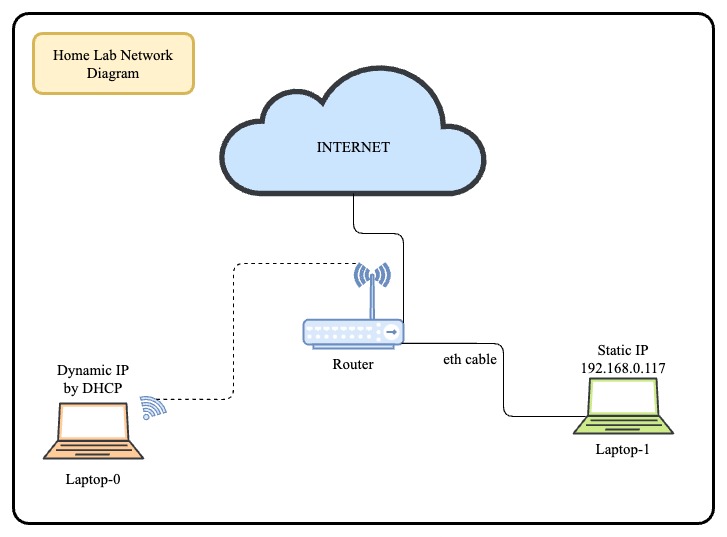 Home Lab Network
Diagram
INTERNET
Router
eth cable
Static IP
192.168.0.117
Laptop-1
Dynamic IP
by DHCP
Laptop-0